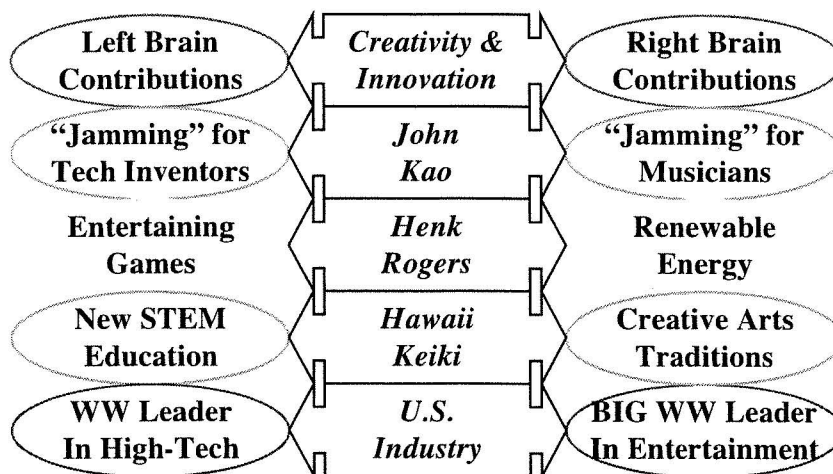 Left Brain
Contributions
Creativity &
Innovation
Right Brain
Contributions
“Jamming” for
Tech Inventors
John
Kao
“Jamming” for
Musicians
Entertaining
Games
Henk
Rogers
Renewable
Energy
New STEM
Education
Hawaii
Keiki
Creative Arts
Traditions
WW Leader
In High-Tech
U.S.
Industry
BIG WW Leader
In Entertainment